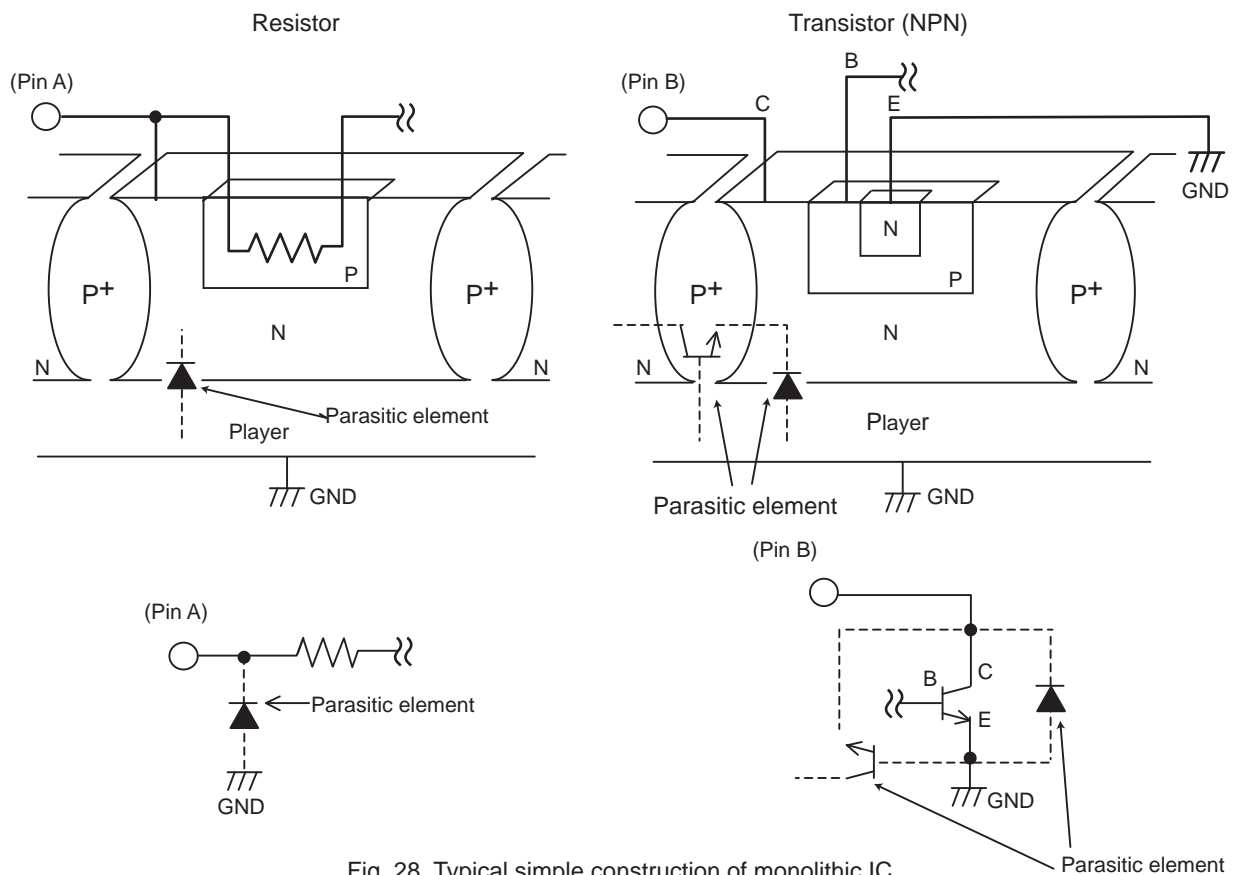 Resistor
Transistor (NPN)
(Pin A)
(Pin B)
C
B
E
GND
P+
P+
P
N
N
N
Parasitic element
Player
GND
P+
P+
N
P
N
N
N
Player
Parasitic element
GND
(Pin A)
Parasitic element
GND
(Pin B)
B
C
E
GND
Parasitic element
Fig. 28 Typical simple construction of monolithic IC